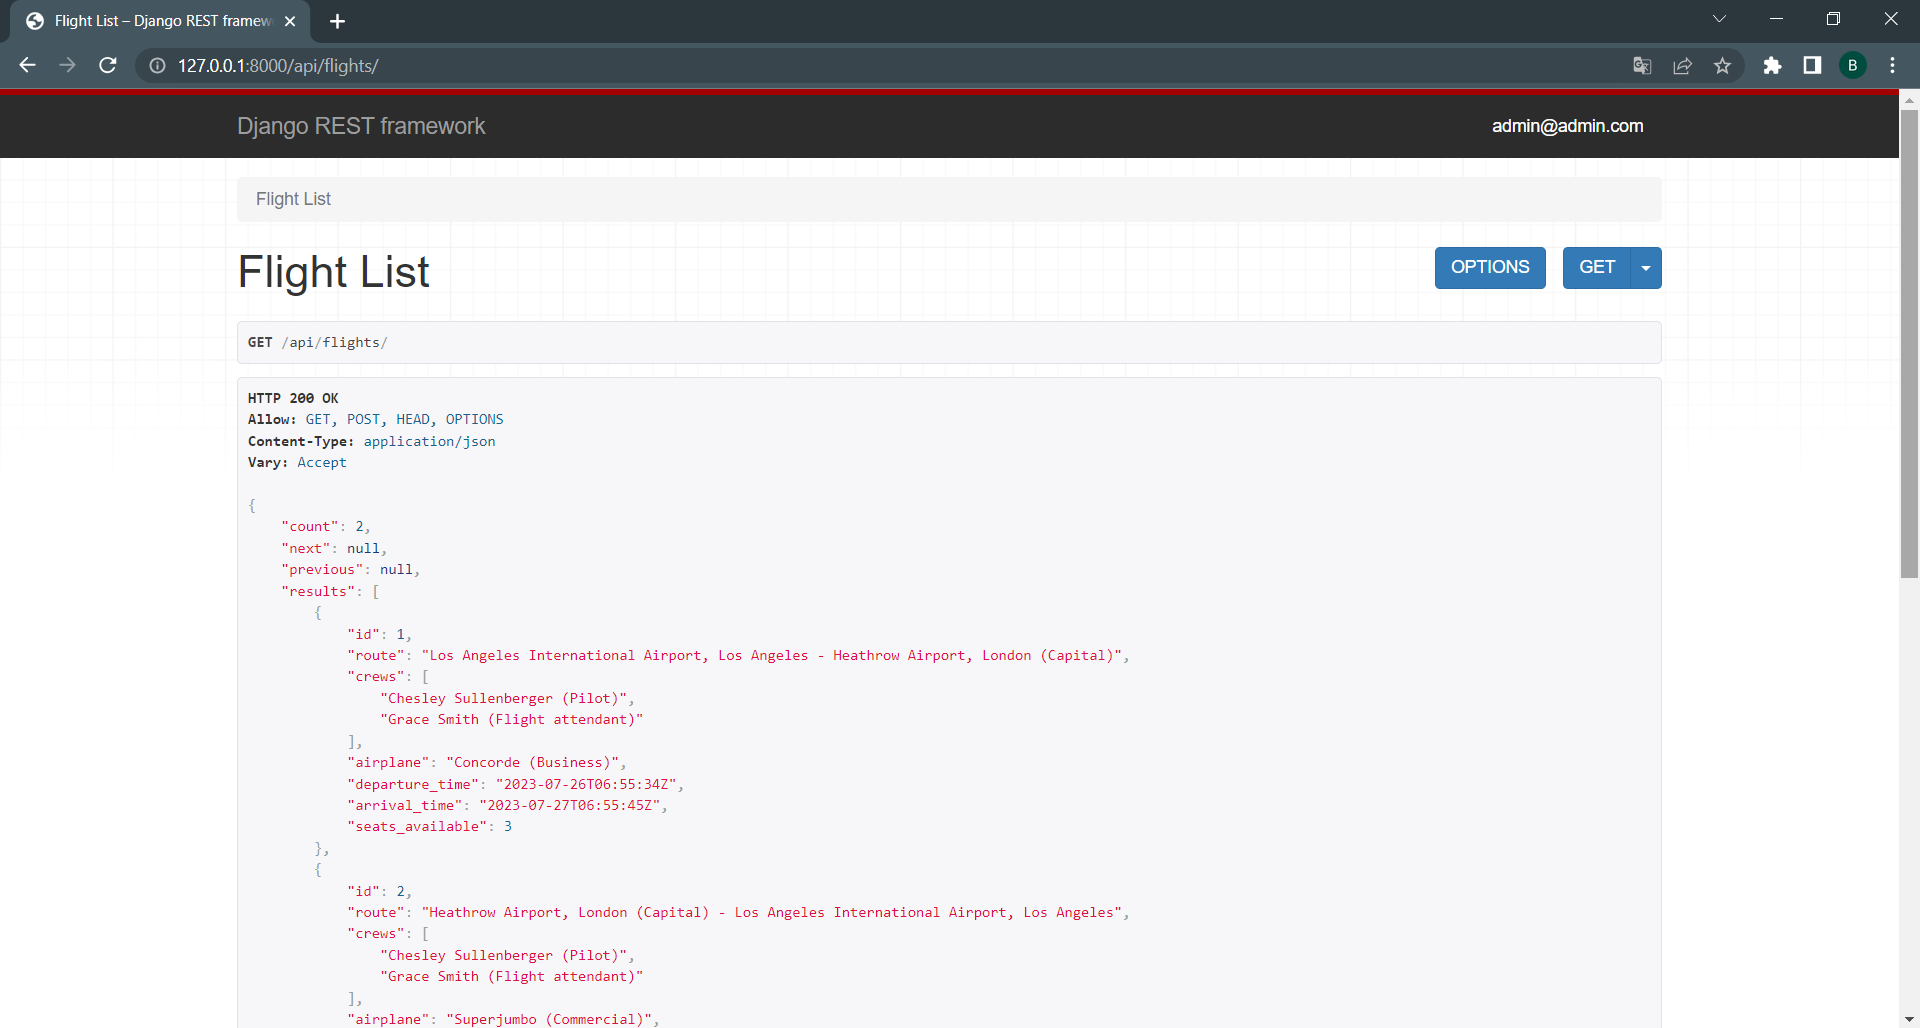 Flight List – Django REST framew
127.0.0.1:8000/api/flights/
B
Django REST framework
admin@admin.com
Flight List
Flight List
OPTIONS
GET
GET /api/flights/
HTTP 200 OK
Allow: GET, POST, HEAD, OPTIONS
Content-Type: application/json
Vary: Accept
{
    "count": 2,
    "next": null,
    "previous": null,
    "results": [
        {
            "id": 1,
            "route": "Los Angeles International Airport, Los Angeles - Heathrow Airport, London (Capital)",
            "crews": [
                "Chesley Sullenberger (Pilot)",
                "Grace Smith (Flight attendant)"
            ],
            "airplane": "Concorde (Business)",
            "departure_time": "2023-07-26T06:55:34Z",
            "arrival_time": "2023-07-27T06:55:45Z",
            "seats_available": 3
        },
        {
            "id": 2,
            "route": "Heathrow Airport, London (Capital) - Los Angeles International Airport, Los Angeles",
            "crews": [
                "Chesley Sullenberger (Pilot)",
                "Grace Smith (Flight attendant)"
            ],
            "airplane": "Superjumbo (Commercial)",